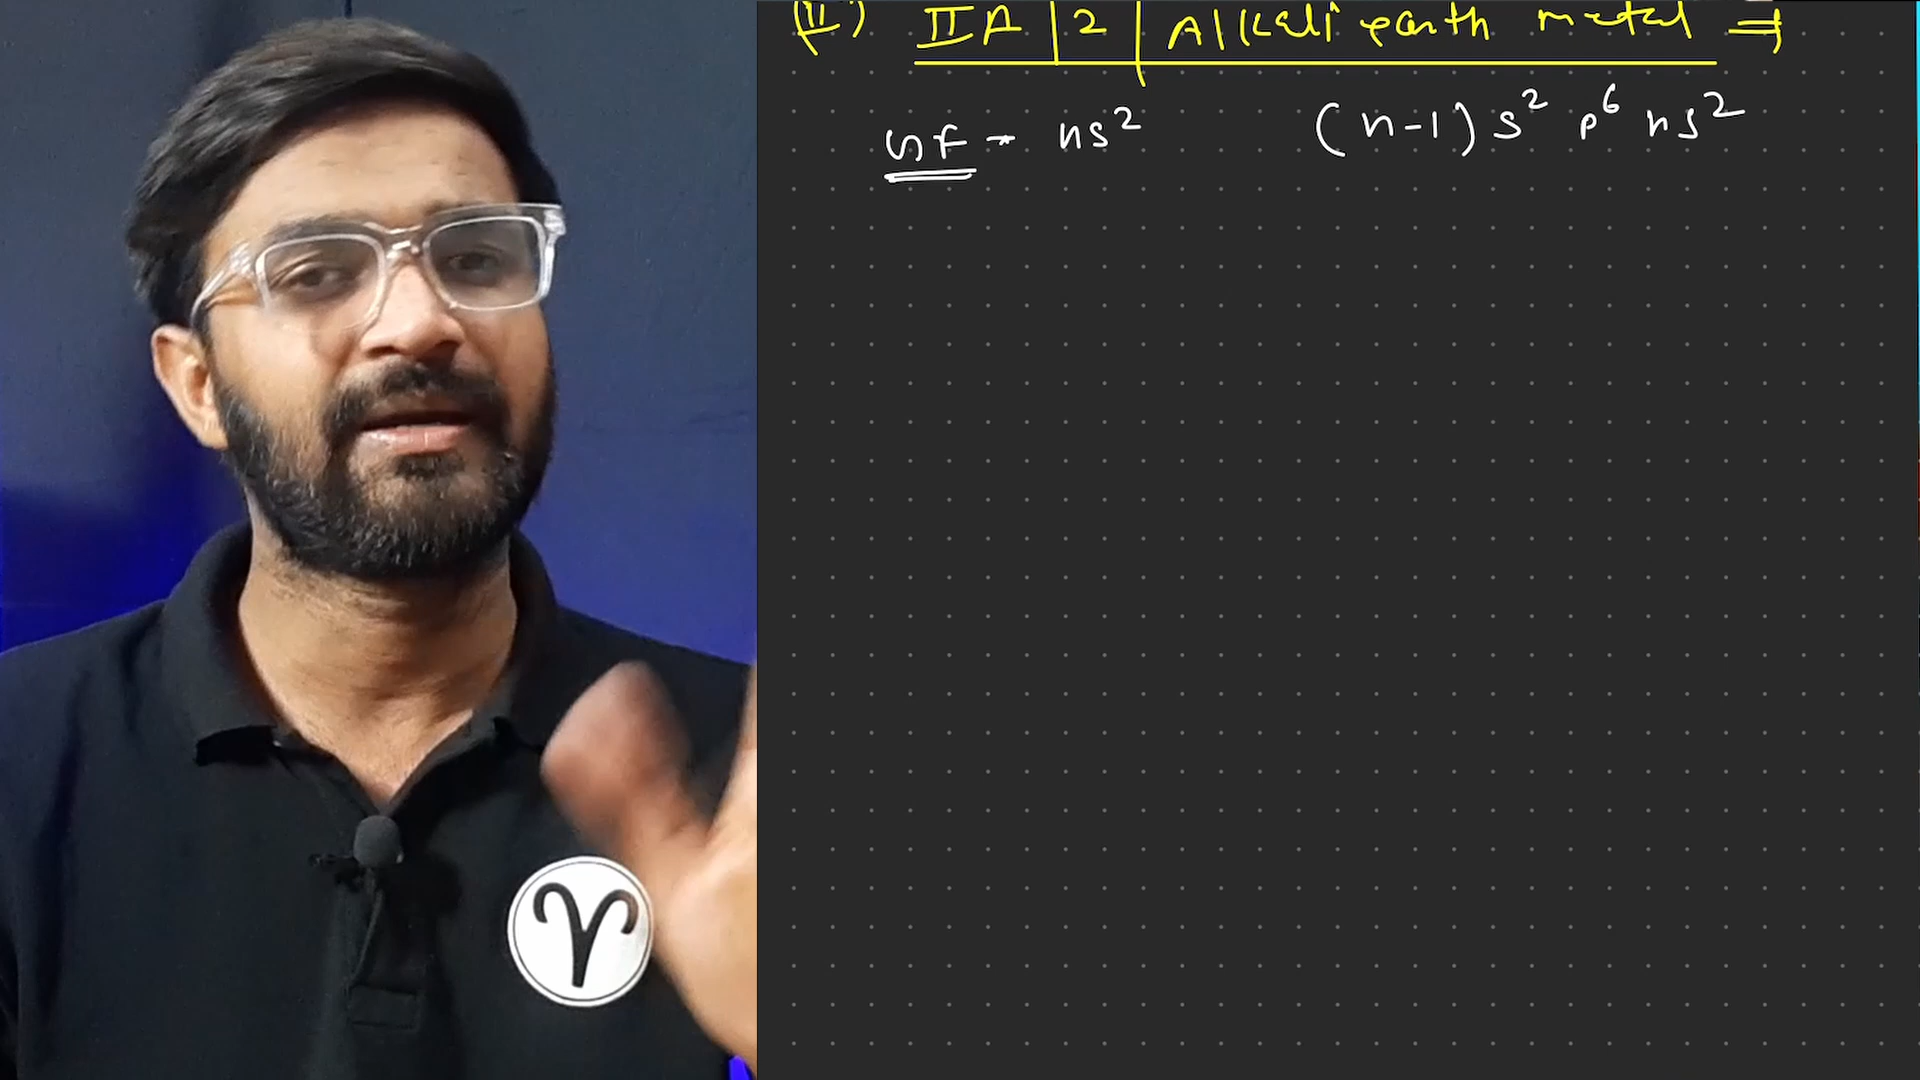 (II) IIA | 2 | Alkali earth metal ⇒
GF - ns² (n-1) s² p⁶ ns²